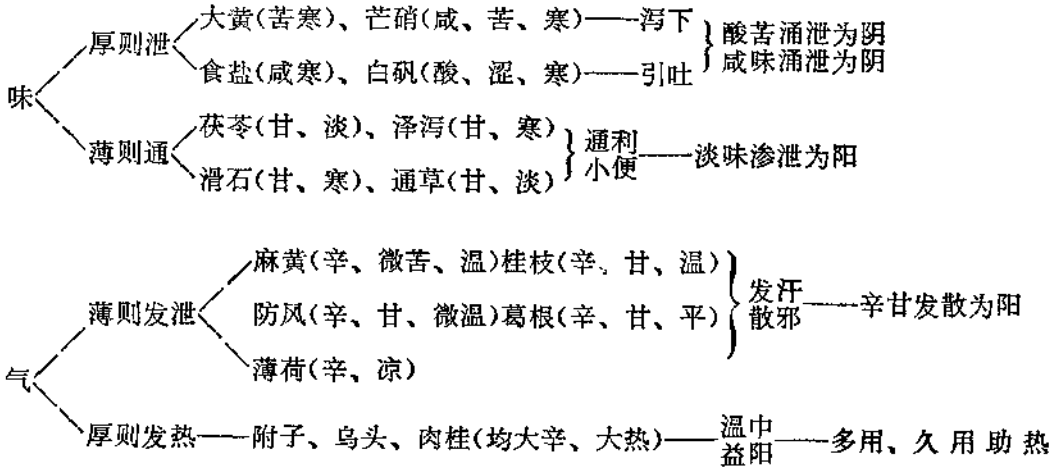 味
厚则泄
大黄(苦寒)、芒硝(咸、苦、寒)——泻下
食盐(咸寒)、白矾(酸、涩、寒)——引吐
酸苦涌泄为阴
咸味涌泄为阴
薄则通
茯苓(甘、淡)、泽泻(甘、寒)
滑石(甘、寒)、通草(甘、淡)
通利
小便——淡味渗泄为阳
气
薄则发泄
麻黄(辛、微苦、温)桂枝(辛、甘、温)
防风(辛、甘、微温)葛根(辛、甘、平)
薄荷(辛、凉)
发汗
散邪——辛甘发散为阳
厚则发热——附子、乌头、肉桂(均大辛、大热)——温中
益阳——多用、久用助热